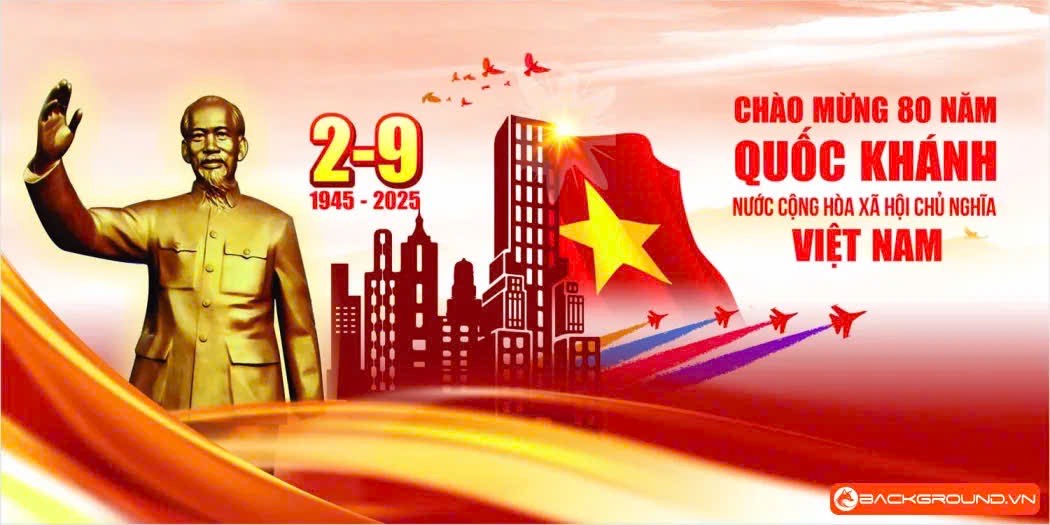 2-9
1945 - 2025
CHÀO MỪNG 80 NĂM
QUỐC KHÁNH
NƯỚC CỘNG HÒA XÃ HỘI CHỦ NGHĨA
VIỆT NAM
BACKGROUND.VN